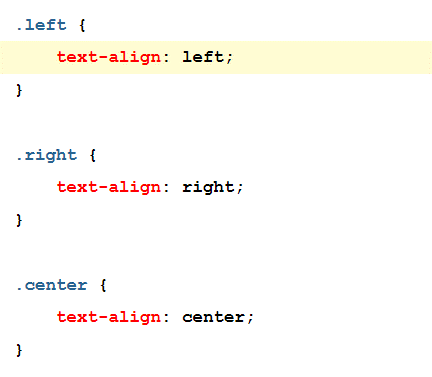 .left {
    text-align: left;
}

.right {
    text-align: right;
}

.center {
    text-align: center;
}